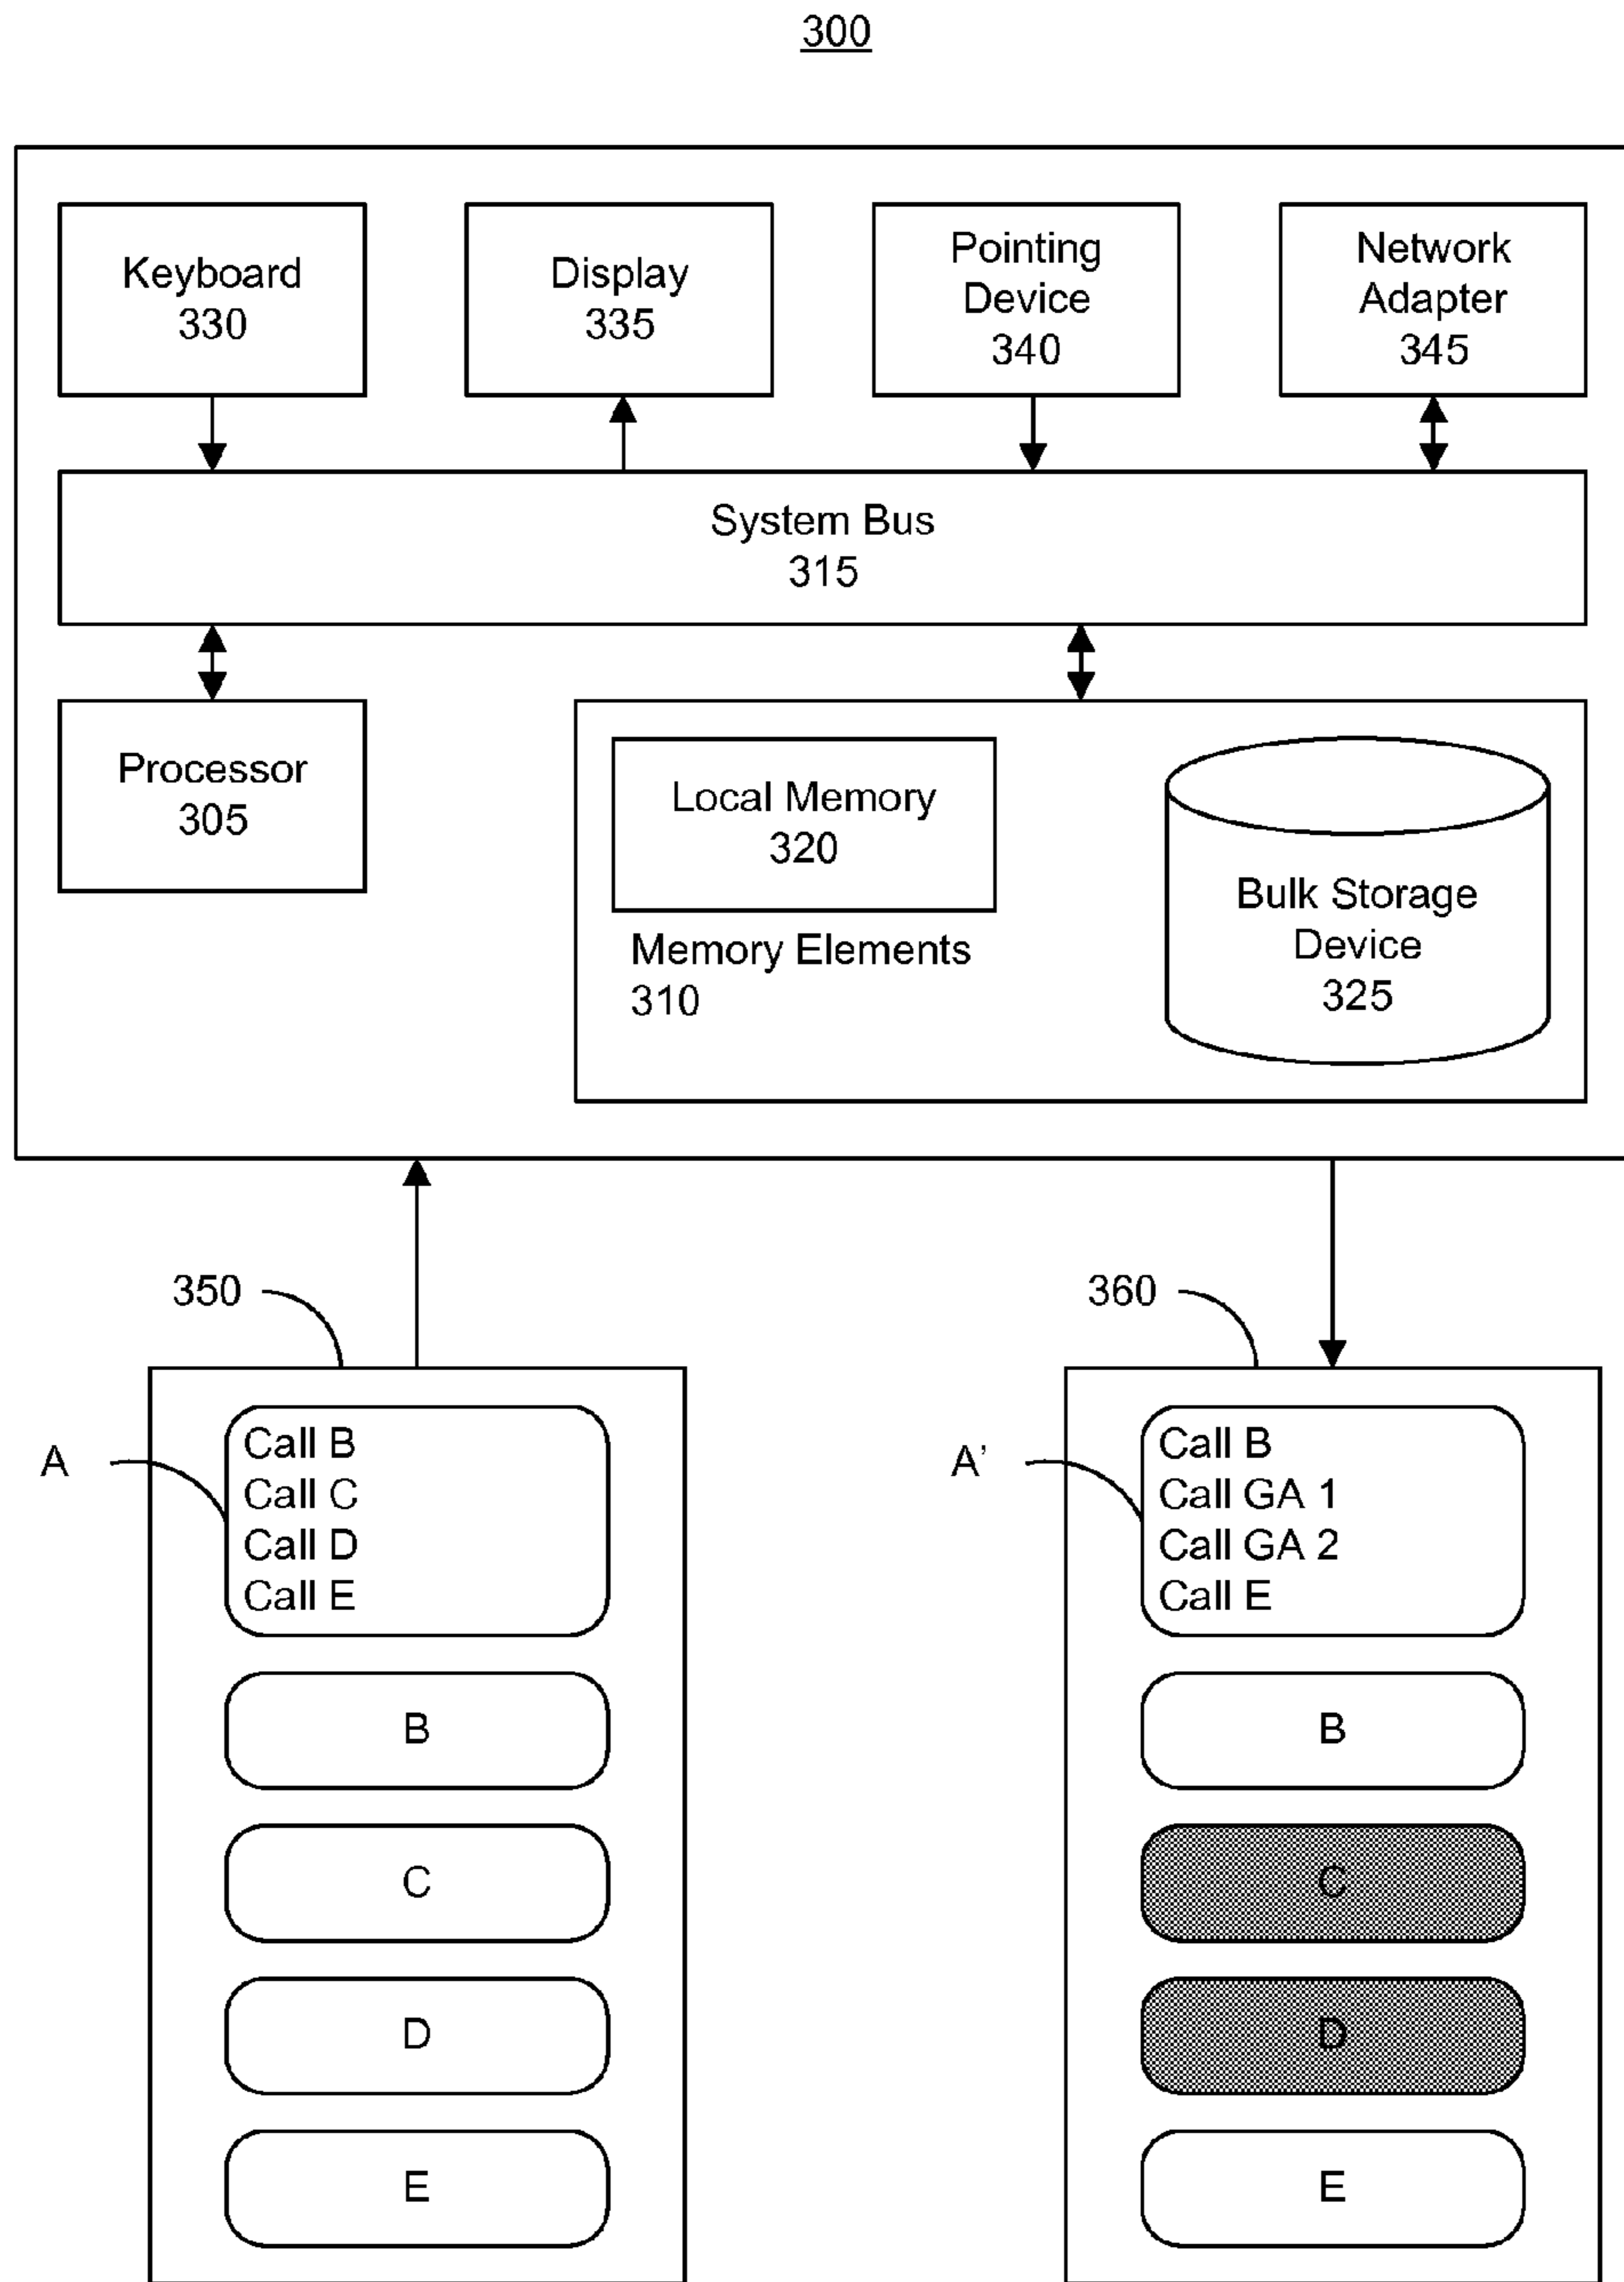 300
Keyboard
330
Display
335
Pointing
Device
340
Network
Adapter
345
System Bus
315
Processor
305
Local Memory
320
Memory Elements
310
Bulk Storage
Device
325
350
A
Call B
Call C
Call D
Call E
B
C
D
E
360
A’
Call B
Call GA 1
Call GA 2
Call E
B
C
D
E